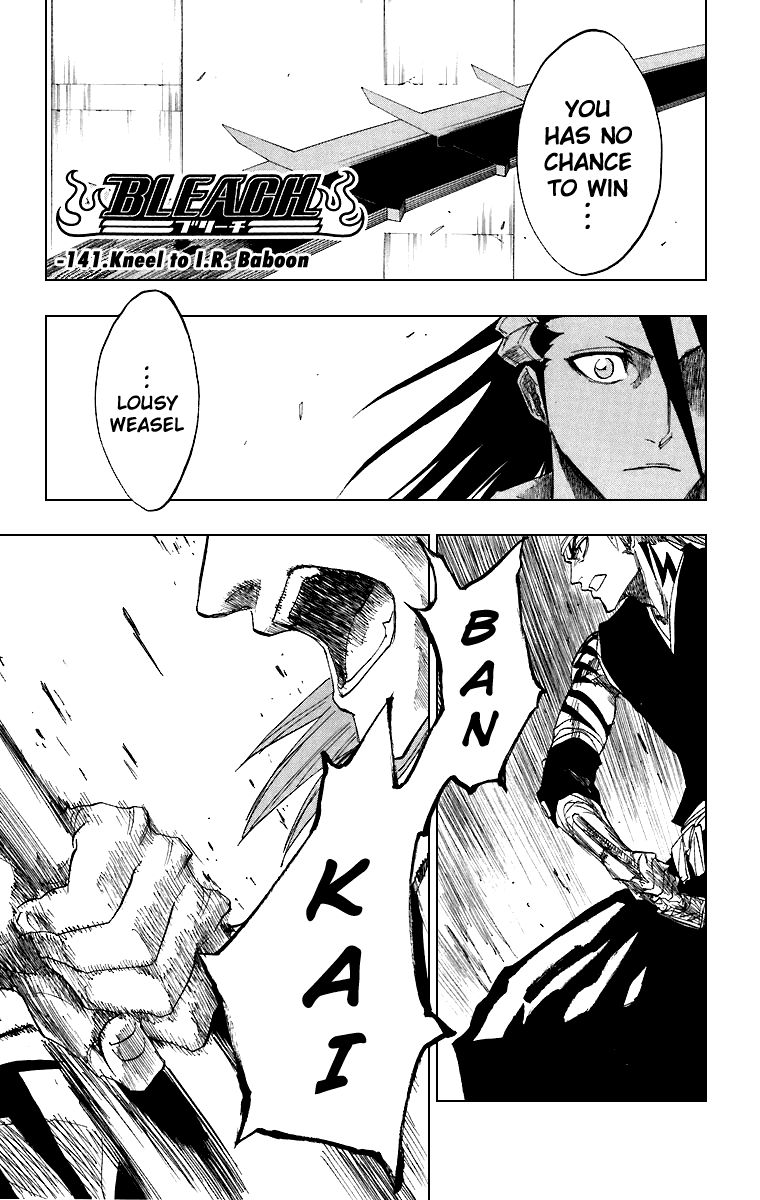 YOU
HAS NO
CHANCE
TO WIN
...
BLEACH
ブリーチ
-141.Kneel to I.R. Baboon
...
LOUSY
WEASEL
BAN
KAI